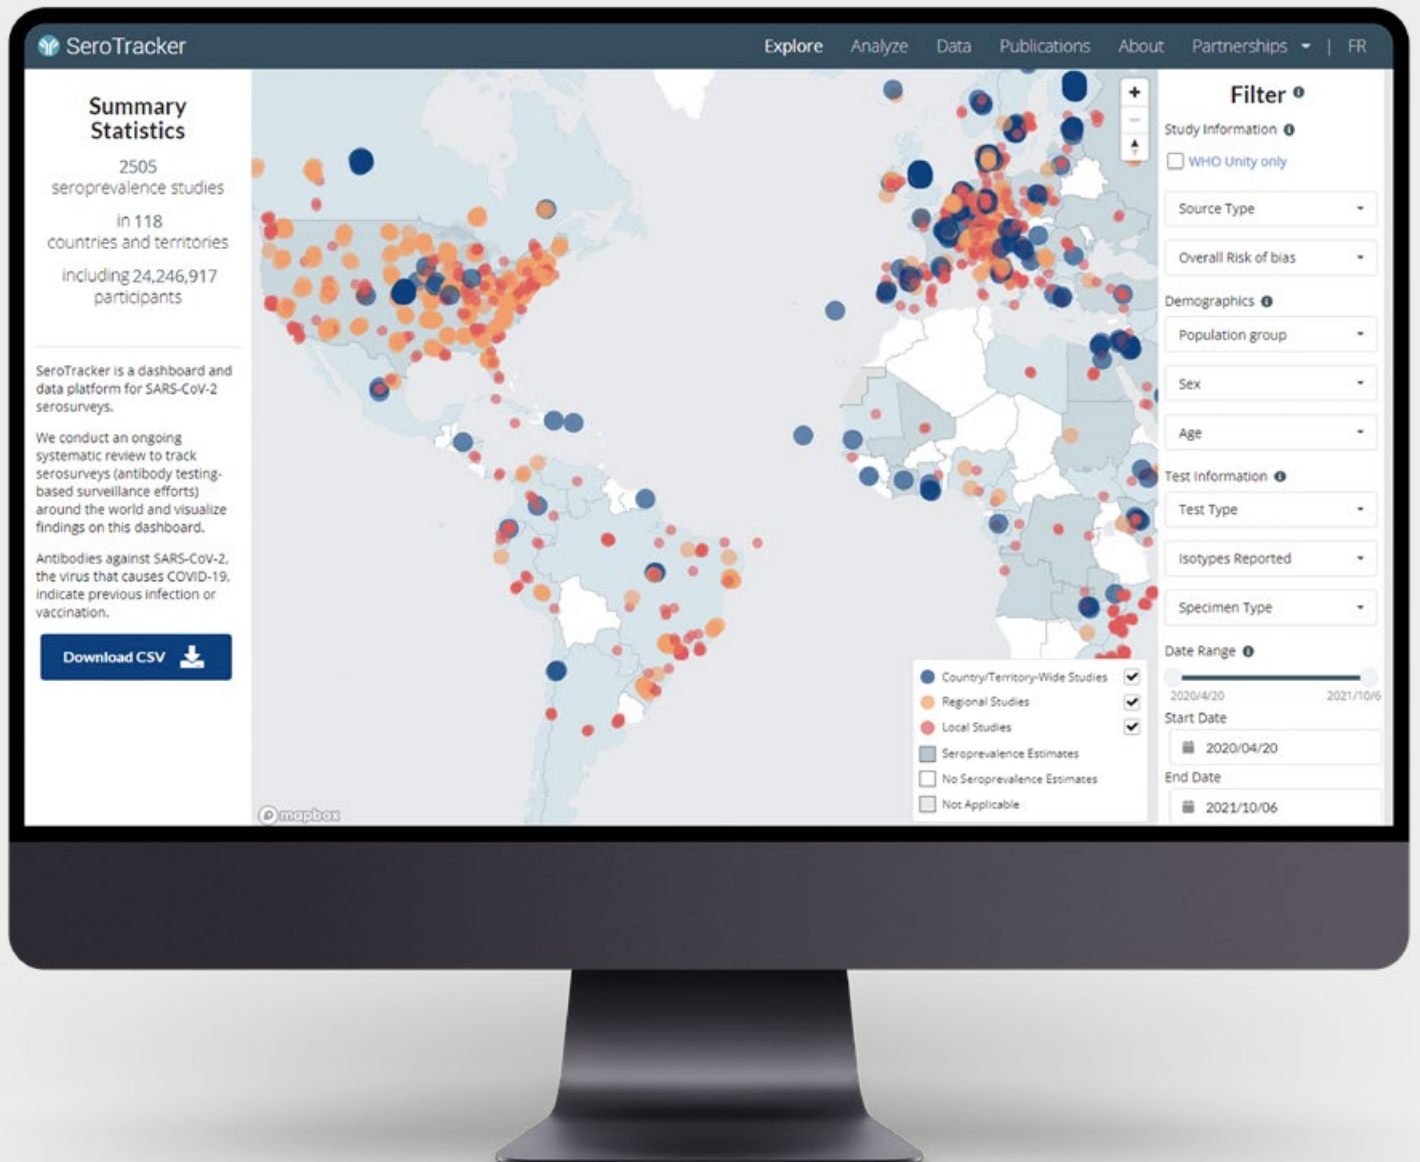 SeroTracker
Explore Analyze Data Publications About Partnerships | FR
Summary
Statistics
2505
seroprevalence studies
in 118
countries and territories
including 24,246,917
participants
SeroTracker is a dashboard and
data platform for SARS-CoV-2
serosurveys.
We conduct an ongoing
systematic review to track
serosurveys (antibody testing-
based surveillance efforts)
around the world and visualize
findings on this dashboard.
Antibodies against SARS-CoV-2,
the virus that causes COVID-19,
indicate previous infection or
vaccination.
Download CSV
mapbox
Country/Territory-Wide Studies
Regional Studies
Local Studies
Seroprevalence Estimates
No Seroprevalence Estimates
Not Applicable
Filter
Study Information
WHO Unity only
Source Type
Overall Risk of bias
Demographics
Population group
Sex
Age
Test Information
Test Type
Isotypes Reported
Specimen Type
Date Range
2020/4/20 2021/10/6
Start Date
2020/04/20
End Date
2021/10/06